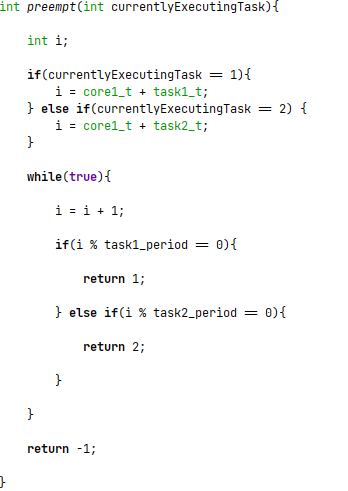 int preempt(int currentlyExecutingTask){
int i;
if(currentlyExecutingTask == 1){
i = core1_t + task1_t;
} else if(currentlyExecutingTask == 2) {
i = core1_t + task2_t;
}
while(true){
i = i + 1;
if(i % task1_period == 0){
return 1;
} else if(i % task2_period == 0){
return 2;
}
}
return -1;
}